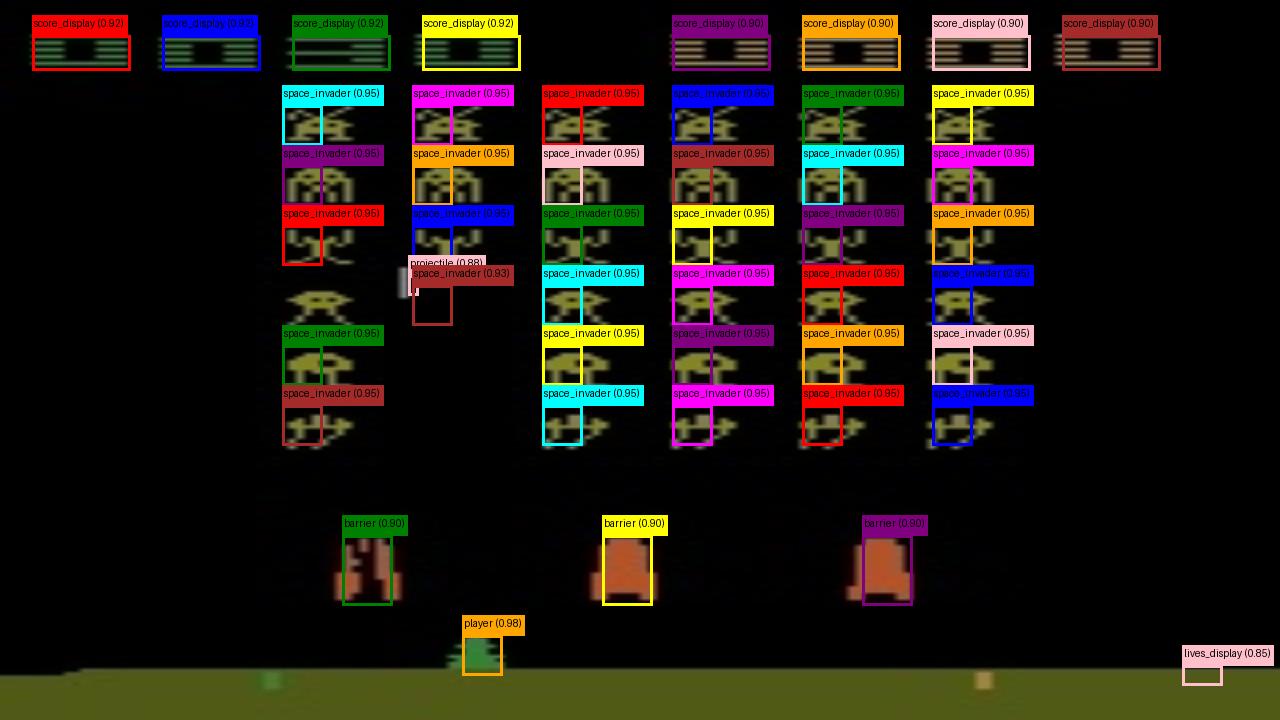 score_display (0.92) score_display (0.92) score_display (0.92) score_display (0.92) score_display (0.90) score_display (0.90) score_display (0.90) score_display (0.90)
space_invader (0.95) space_invader (0.95) space_invader (0.95) space_invader (0.95) space_invader (0.95) space_invader (0.95)
space_invader (0.95) space_invader (0.95) space_invader (0.95) space_invader (0.95) space_invader (0.95) space_invader (0.95)
space_invader (0.95) space_invader (0.95) space_invader (0.95) space_invader (0.95) space_invader (0.95) space_invader (0.95)
projectile (0.88)
space_invader (0.93) space_invader (0.95) space_invader (0.95) space_invader (0.95) space_invader (0.95)
space_invader (0.95) space_invader (0.95) space_invader (0.95) space_invader (0.95) space_invader (0.95)
space_invader (0.95) space_invader (0.95) space_invader (0.95) space_invader (0.95) space_invader (0.95)
barrier (0.90) barrier (0.90) barrier (0.90)
player (0.98)
lives_display (0.85)